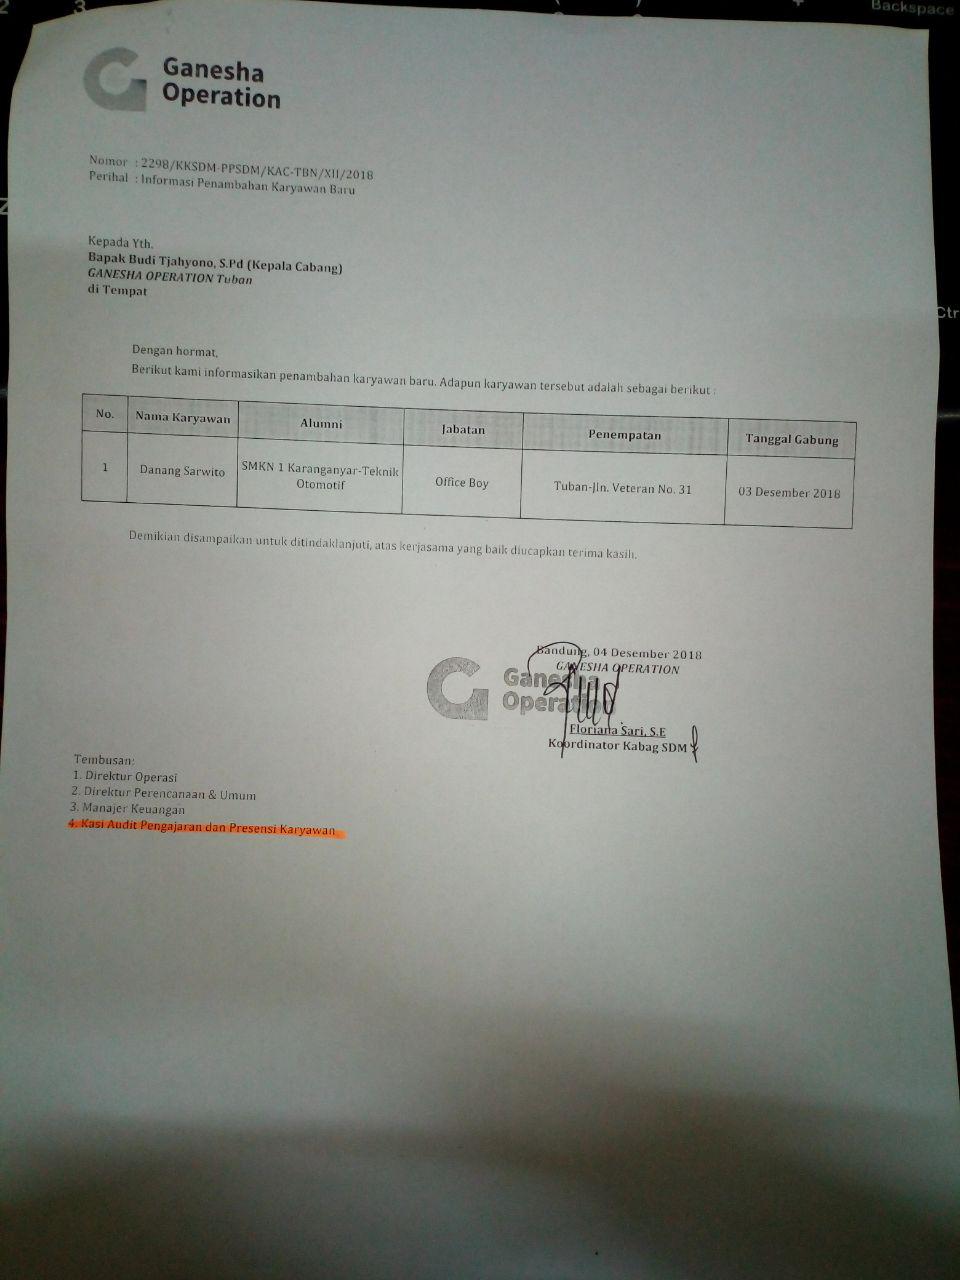 Backspace
Ctr
Ganesha
Operation
Nomor : 2298/KKSDM-PPSDM/KAC-TBN/XII/2018
Perihal : Informasi Penambahan Karyawan Baru
Kepada Yth.
Bapak Budi Tjahyono, S.Pd (Kepala Cabang)
GANESHA OPERATION Tuban
di Tempat
Dengan hormat,
Berikut kami informasikan penambahan karyawan baru. Adapun karyawan tersebut adalah sebagai berikut :
No. Nama Karyawan Alumni Jabatan Penempatan Tanggal Gabung
1 Danang Sarwito SMKN 1 Karanganyar-Teknik Otomotif Office Boy Tuban-Jln. Veteran No. 31 03 Desember 2018
Demikian disampaikan untuk ditindaklanjuti, atas kerjasama yang baik diucapkan terima kasih.
Bandung, 04 Desember 2018
GANESHA OPERATION
Ganesha
Operation
Floriana Sari, S.E
Koordinator Kabag SDM
Tembusan:
1. Direktur Operasi
2. Direktur Perencanaan & Umum
3. Manajer Keuangan
4. Kasi Audit Pengajaran dan Presensi Karyawan